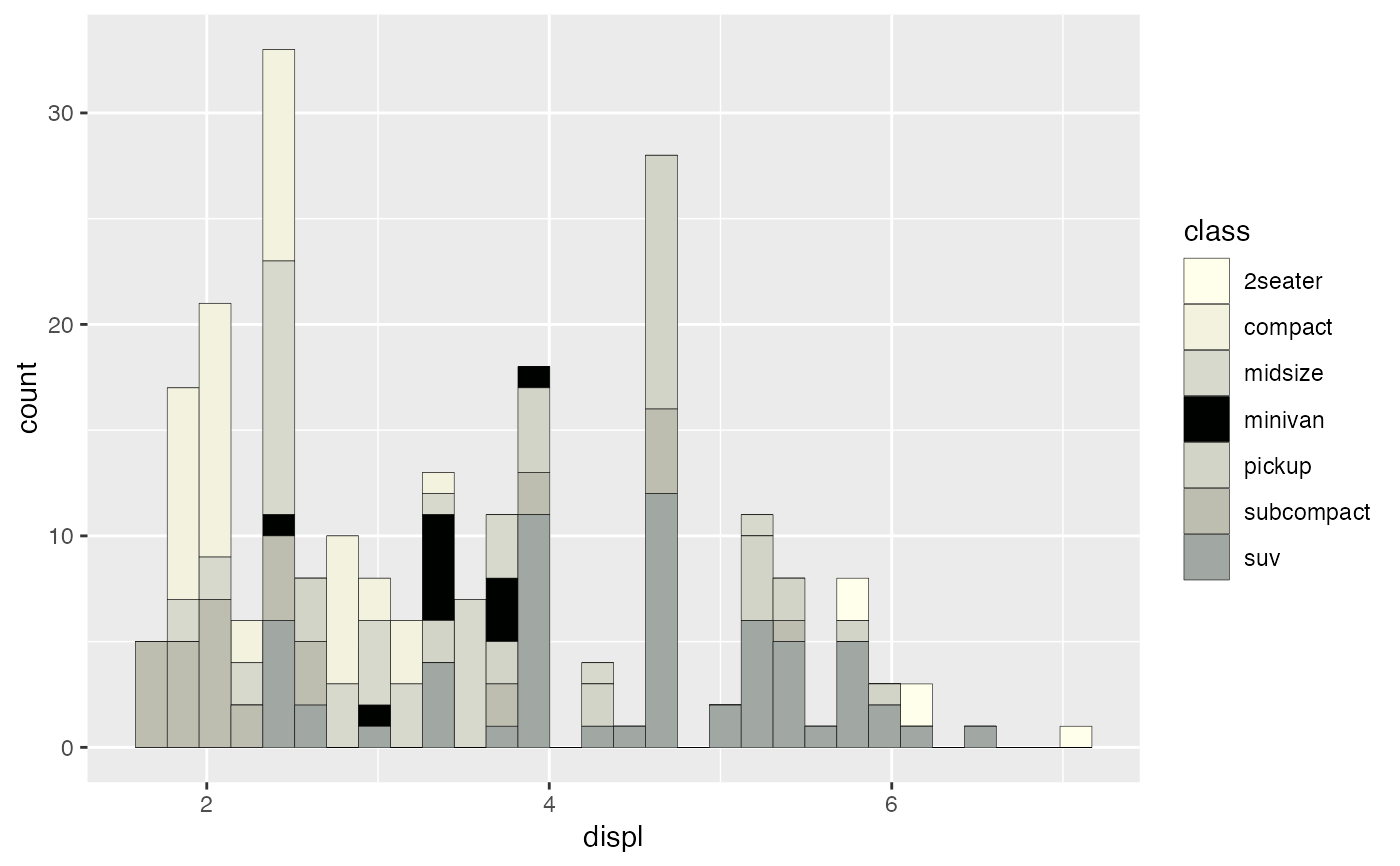 30
20
10
0
count
2 4 6
displ
class
2seater
compact
midsize
minivan
pickup
subcompact
suv